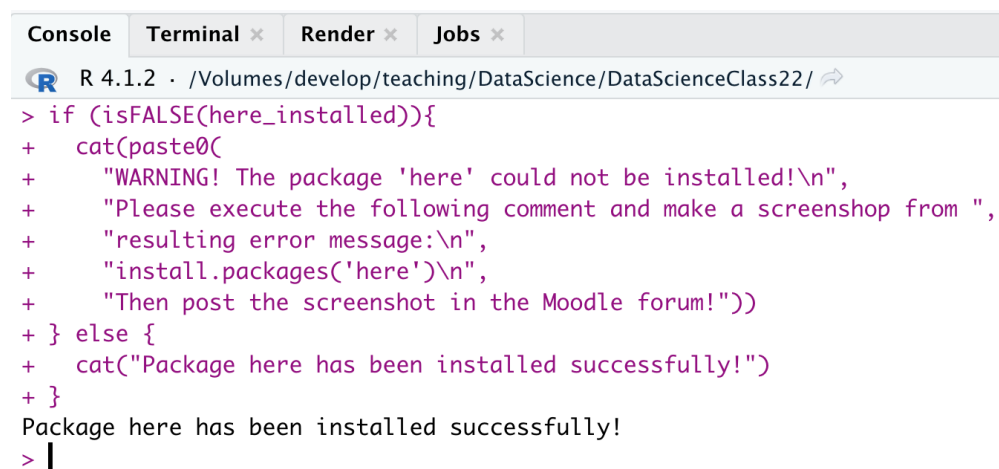 Console Terminal × Render × Jobs ×
R R 4.1.2 · /Volumes/develop/teaching/DataScience/DataScienceClass22/
> if (isFALSE(here_installed)){
+   cat(paste0(
+     "WARNING! The package 'here' could not be installed!\n",
+     "Please execute the following comment and make a screenshop from ",
+     "resulting error message:\n",
+     "install.packages('here')\n",
+     "Then post the screenshot in the Moodle forum!"))
+ } else {
+   cat("Package here has been installed successfully!")
+ }
Package here has been installed successfully!
>